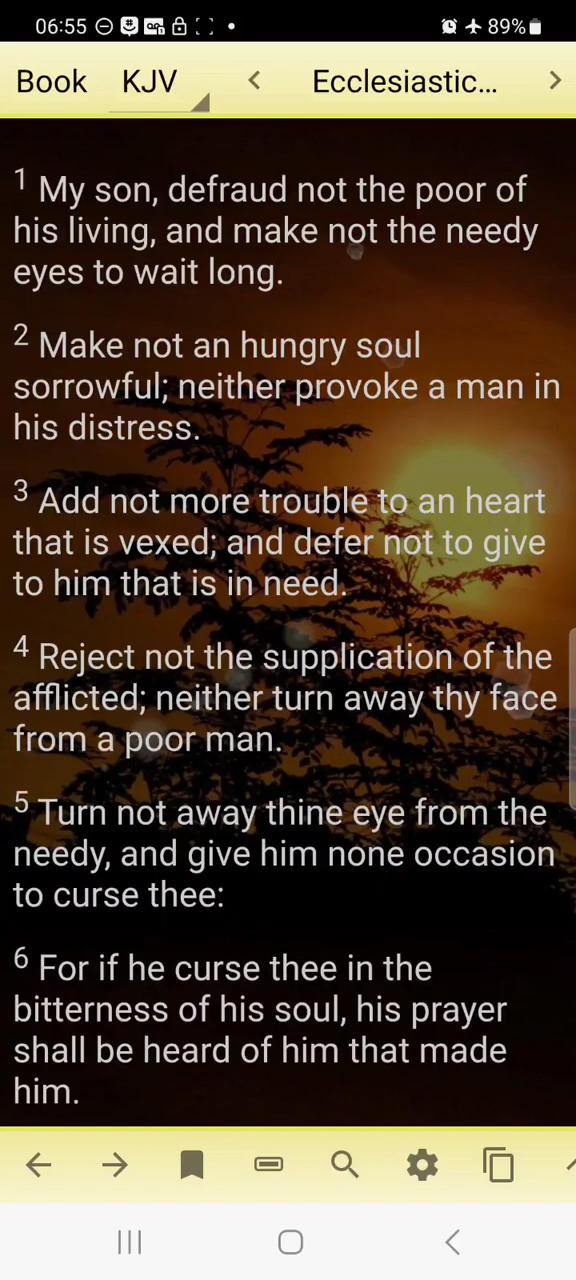 06:55 89%
Book KJV < Ecclesiastic... >
1 My son, defraud not the poor of
his living, and make not the needy
eyes to wait long.
2 Make not an hungry soul
sorrowful; neither provoke a man in
his distress.
3 Add not more trouble to an heart
that is vexed; and defer not to give
to him that is in need.
4 Reject not the supplication of the
afflicted; neither turn away thy face
from a poor man.
5 Turn not away thine eye from the
needy, and give him none occasion
to curse thee:
6 For if he curse thee in the
bitterness of his soul, his prayer
shall be heard of him that made
him.